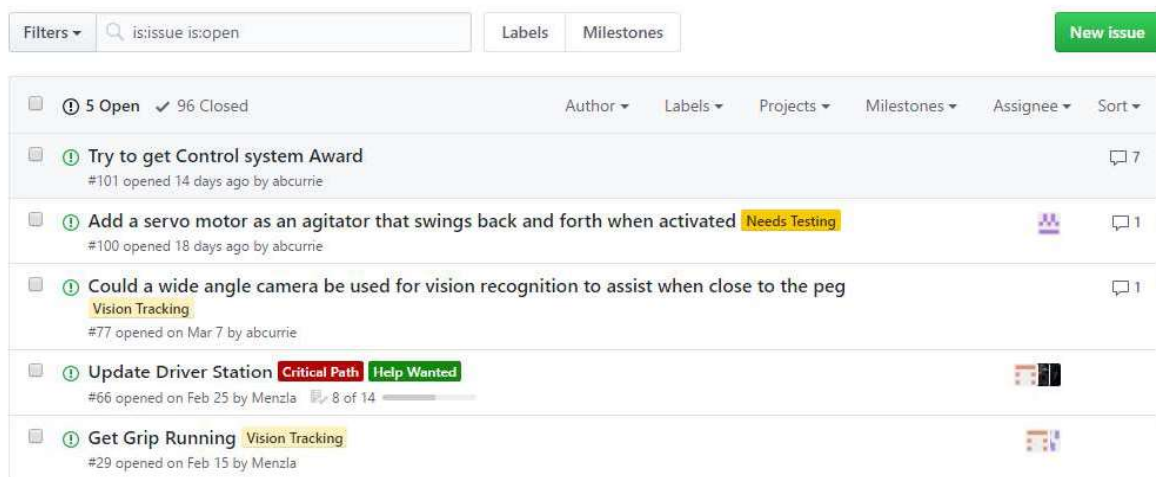 Filters is:issue is:open Labels Milestones New issue
5 Open 96 Closed Author Labels Projects Milestones Assignee Sort
Try to get Control system Award 7
#101 opened 14 days ago by abcurrie
Add a servo motor as an agitator that swings back and forth when activated Needs Testing 1
#100 opened 18 days ago by abcurrie
Could a wide angle camera be used for vision recognition to assist when close to the peg 1
Vision Tracking
#77 opened on Mar 7 by abcurrie
Update Driver Station Critical Path Help Wanted
#66 opened on Feb 25 by Menzla 8 of 14
Get Grip Running Vision Tracking
#29 opened on Feb 15 by Menzla